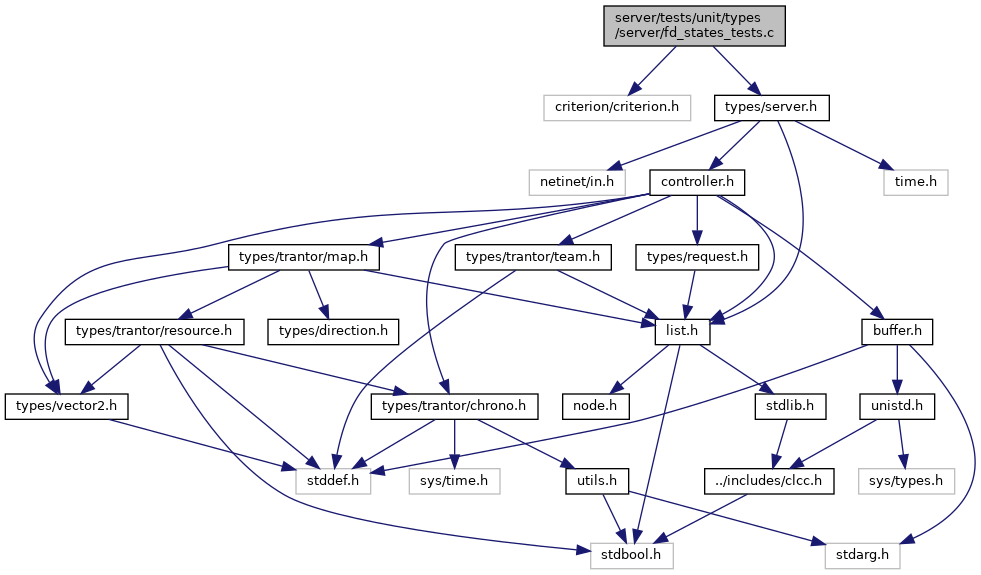 server/tests/unit/types
/server/fd_states_tests.c
criterion/criterion.h
types/server.h
netinet/in.h
controller.h
time.h
types/trantor/map.h
types/trantor/team.h
types/request.h
types/trantor/resource.h
types/direction.h
list.h
buffer.h
types/vector2.h
types/trantor/chrono.h
node.h
stdlib.h
unistd.h
stddef.h
sys/time.h
utils.h
../includes/clcc.h
sys/types.h
stdbool.h
stdarg.h